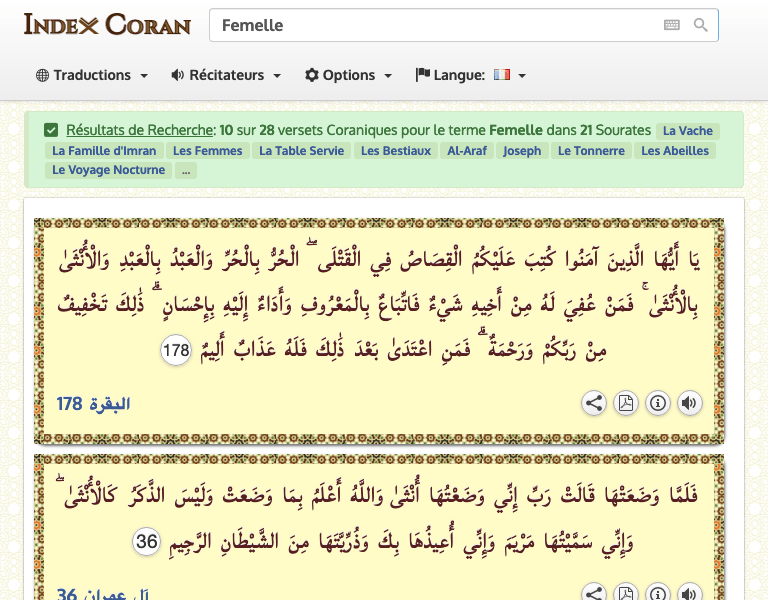 INDEX CORAN
Femelle
Traductions
Récitateurs
Options
Langue:
Résultats de Recherche: 10 sur 28 versets Coraniques pour le terme Femelle dans 21 Sourates La Vache
La Famille d'Imran Les Femmes La Table Servie Les Bestiaux Al-Araf Joseph Le Tonnerre Les Abeilles
Le Voyage Nocturne ...
يَا أَيُّهَا الَّذِينَ آمَنُوا كُتِبَ عَلَيْكُمُ الْقِصَاصُ فِي الْقَتْلَى ۖ الْحُرُّ بِالْحُرِّ وَالْعَبْدُ بِالْعَبْدِ وَالْأُنْثَىٰ
بِالْأُنْثَىٰ ۚ فَمَنْ عُفِيَ لَهُ مِنْ أَخِيهِ شَيْءٌ فَاتِّبَاعٌ بِالْمَعْرُوفِ وَأَدَاءٌ إِلَيْهِ بِإِحْسَانٍ ۗ ذَٰلِكَ تَخْفِيفٌ
مِنْ رَبِّكُمْ وَرَحْمَةٌ ۗ فَمَنِ اعْتَدَىٰ بَعْدَ ذَٰلِكَ فَلَهُ عَذَابٌ أَلِيمٌ 178
البقرة 178
فَلَمَّا وَضَعَتْهَا قَالَتْ رَبِّ إِنِّي وَضَعْتُهَا أُنْثَىٰ وَاللَّهُ أَعْلَمُ بِمَا وَضَعَتْ وَلَيْسَ الذَّكَرُ كَالْأُنْثَىٰ ۖ
وَإِنِّي سَمَّيْتُهَا مَرْيَمَ وَإِنِّي أُعِيذُهَا بِكَ وَذُرِّيَّتَهَا مِنَ الشَّيْطَانِ الرَّجِيمِ 36
آل عمران 36